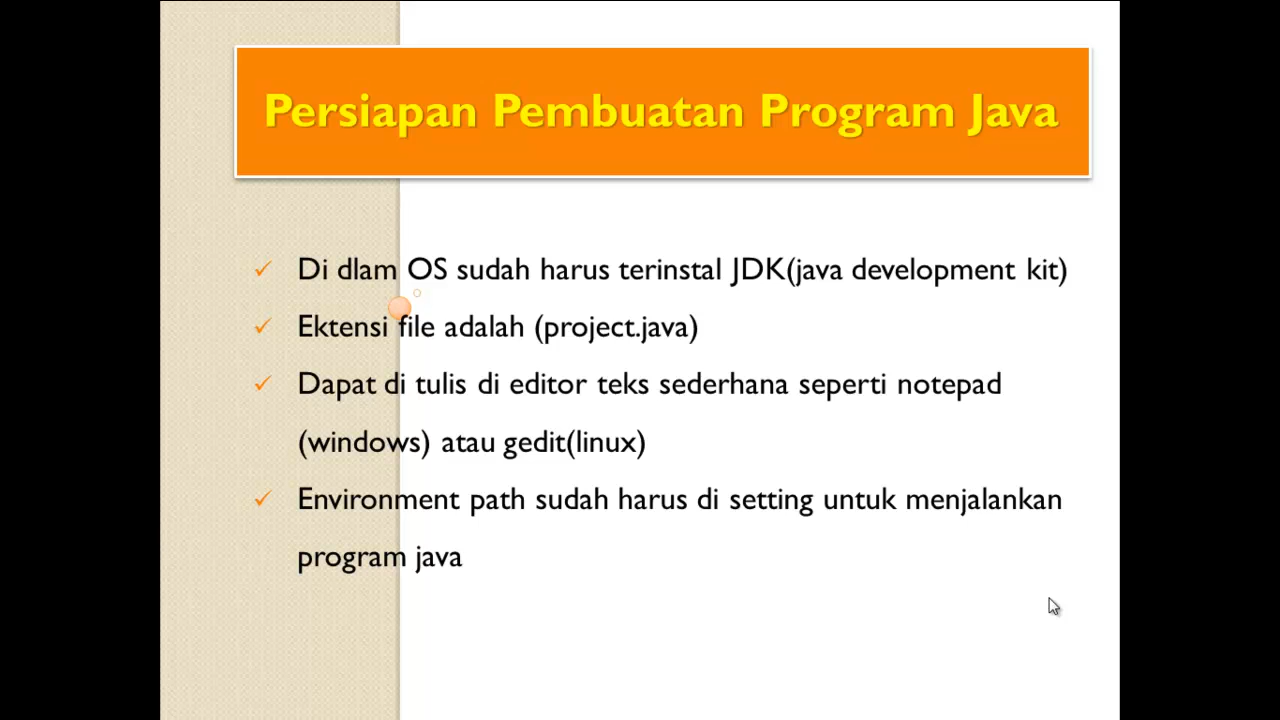 Persiapan Pembuatan Program Java
Di dlam OS sudah harus terinstal JDK(java development kit)
Ektensi file adalah (project.java)
Dapat di tulis di editor teks sederhana seperti notepad
(windows) atau gedit(linux)
Environment path sudah harus di setting untuk menjalankan
program java